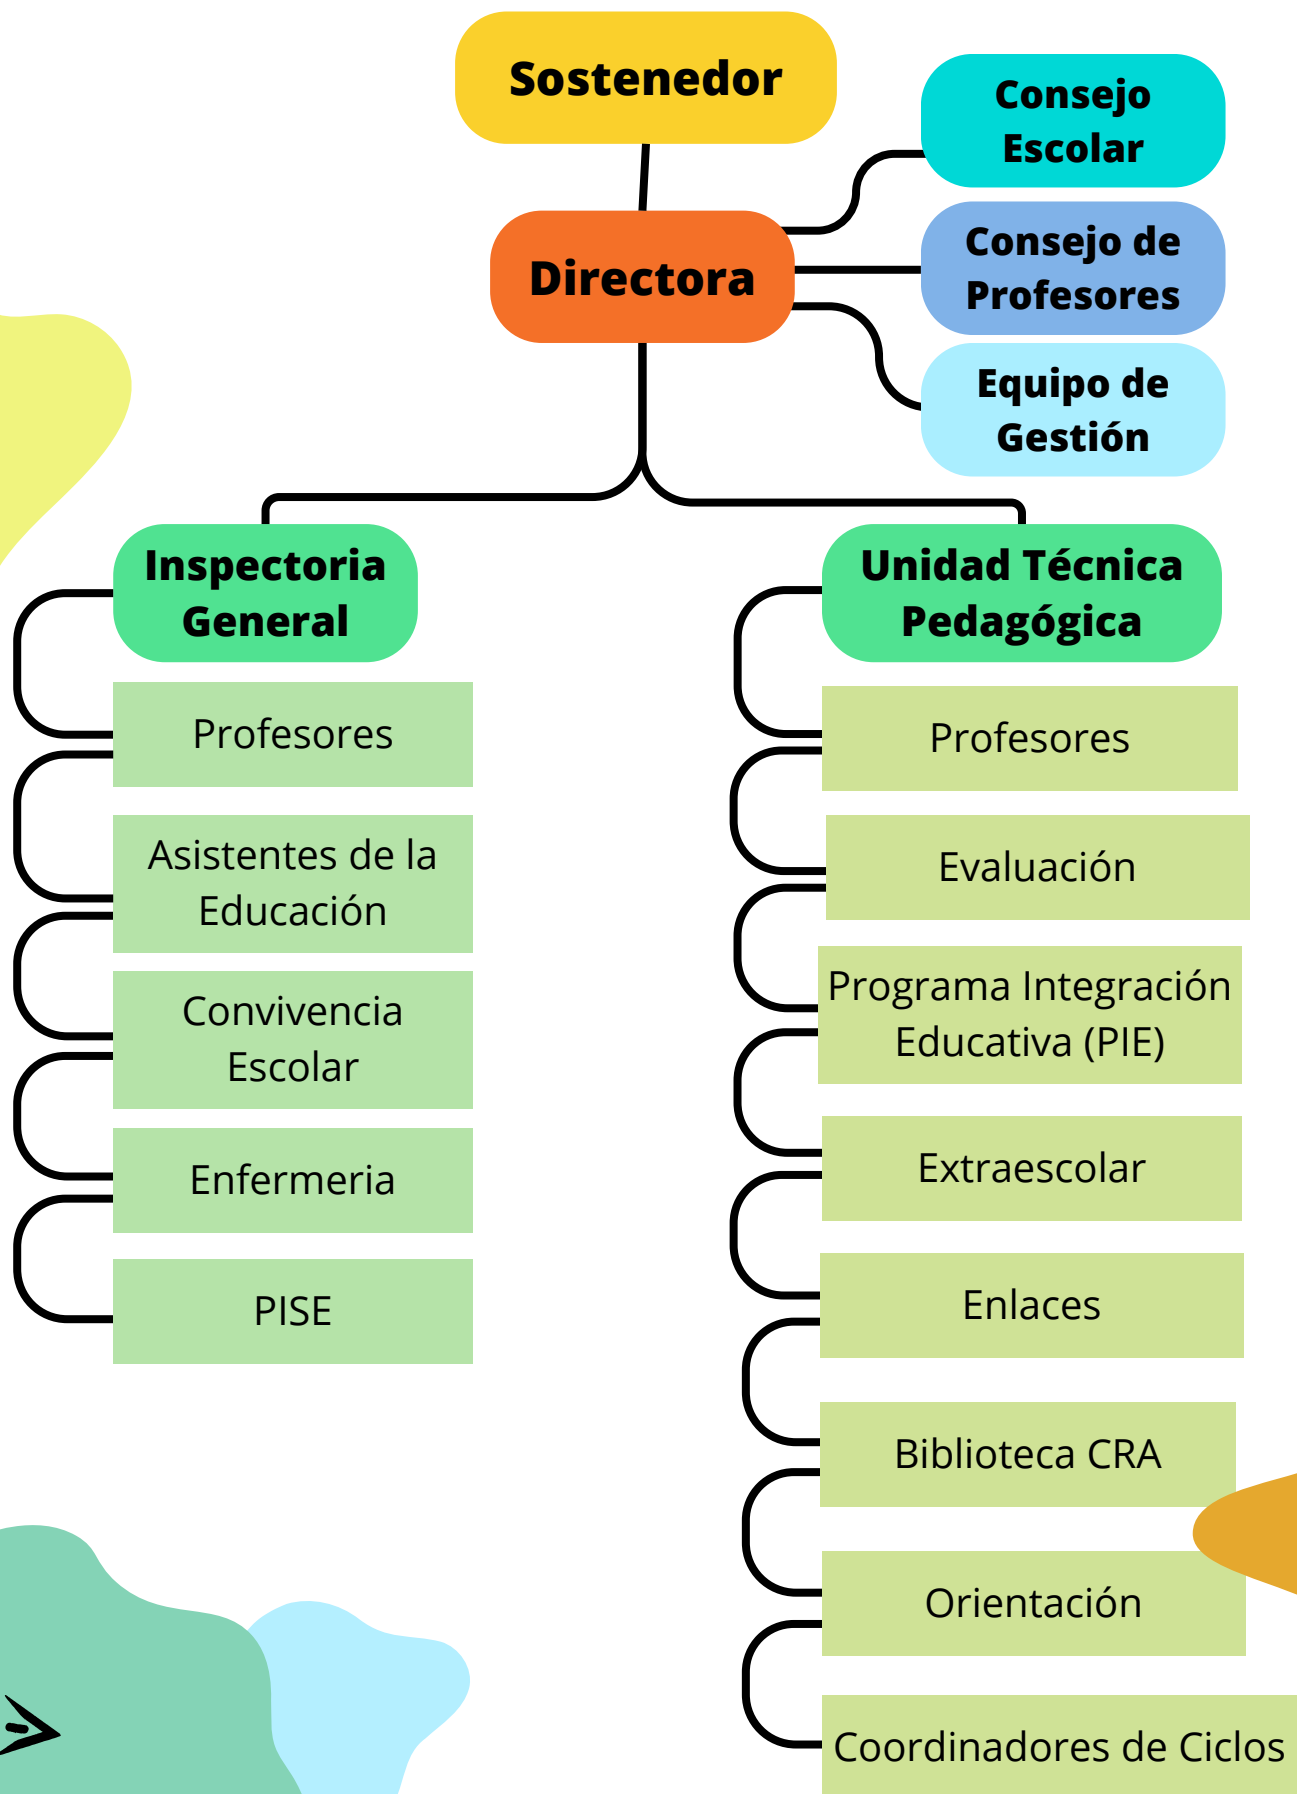 Sostenedor
Consejo
Escolar
Directora
Consejo de
Profesores
Equipo de
Gestión
Inspectoria
General
Profesores
Asistentes de la
Educación
Convivencia
Escolar
Enfermeria
PISE
Unidad Técnica
Pedagógica
Profesores
Evaluación
Programa Integración
Educativa (PIE)
Extraescolar
Enlaces
Biblioteca CRA
Orientación
Coordinadores de Ciclos